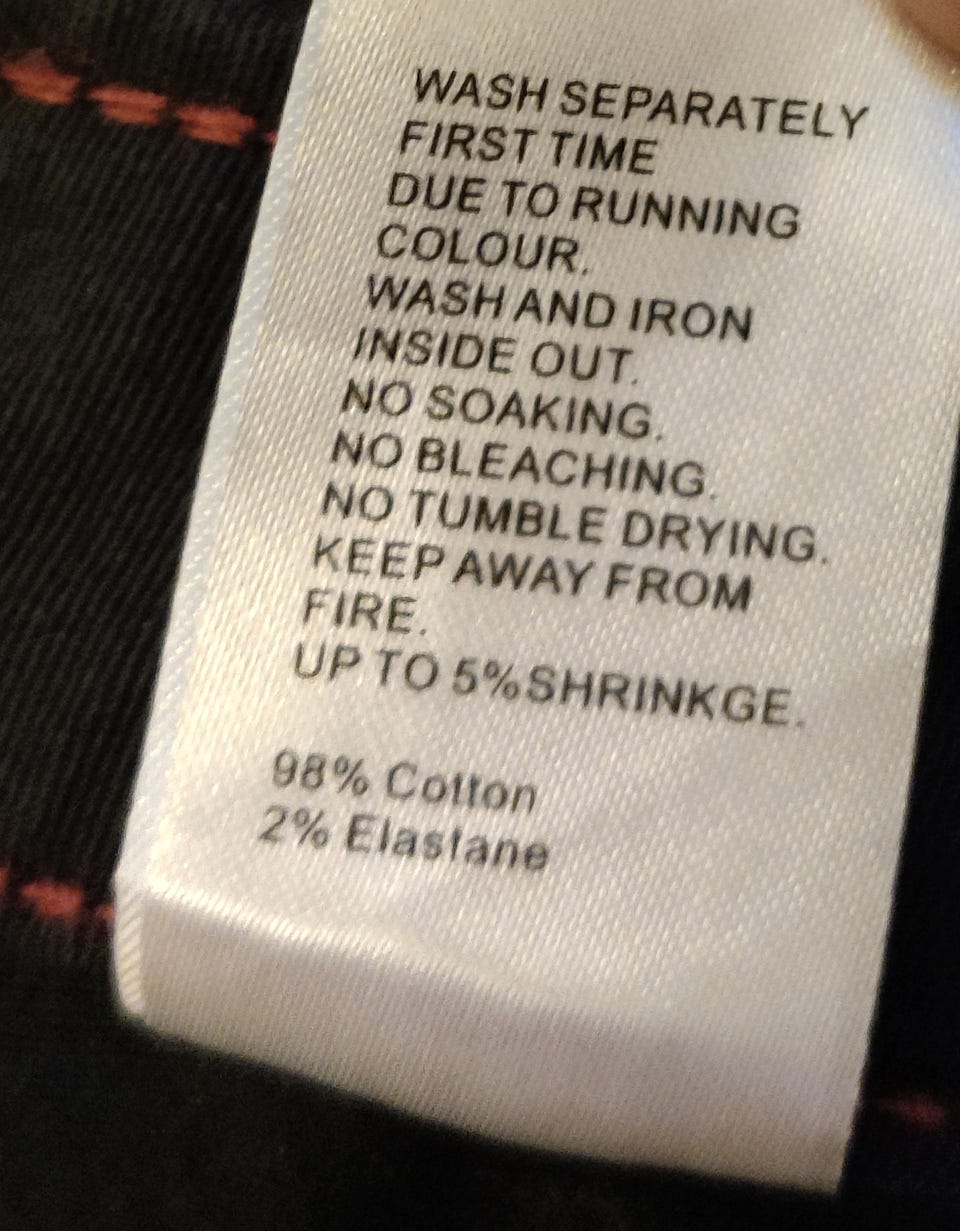 WASH SEPARATELY
FIRST TIME
DUE TO RUNNING
COLOUR.
WASH AND IRON
INSIDE OUT.
NO SOAKING.
NO BLEACHING.
NO TUMBLE DRYING.
KEEP AWAY FROM
FIRE.
UP TO 5%SHRINKGE.
98% Cotton
2% Elastane